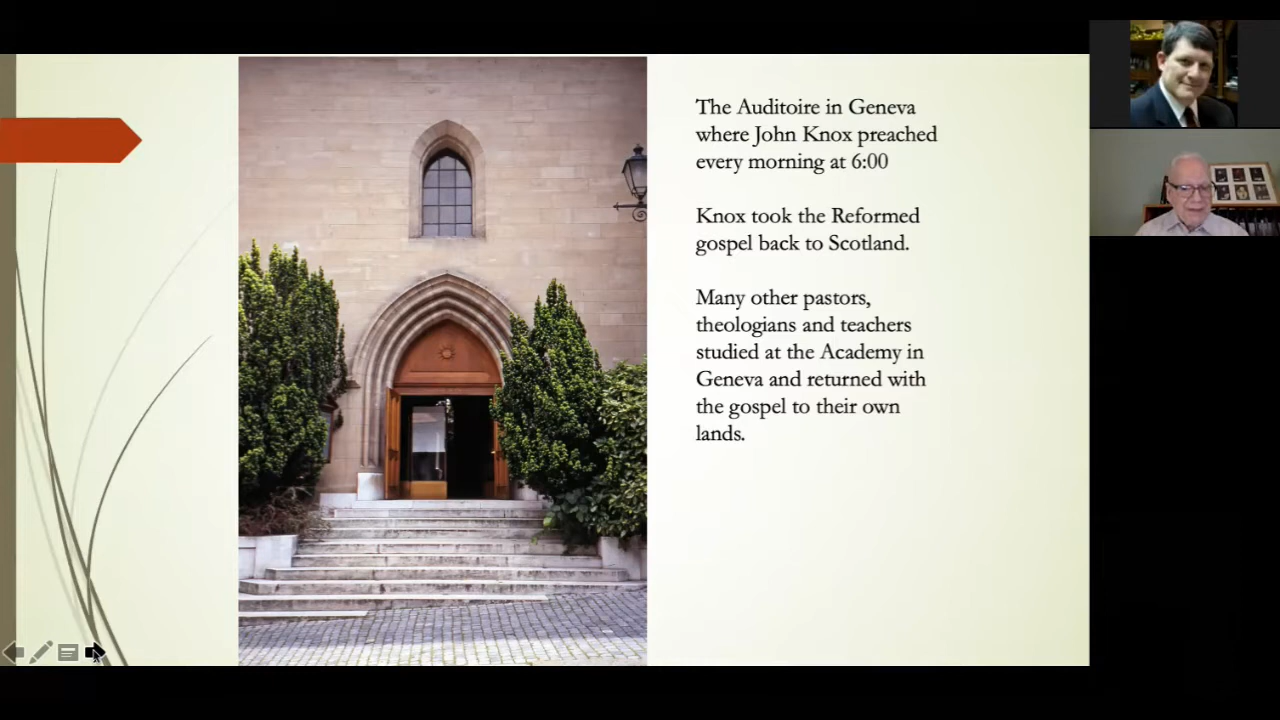 The Auditoire in Geneva
where John Knox preached
every morning at 6:00
Knox took the Reformed
gospel back to Scotland.
Many other pastors,
theologians and teachers
studied at the Academy in
Geneva and returned with
the gospel to their own
lands.